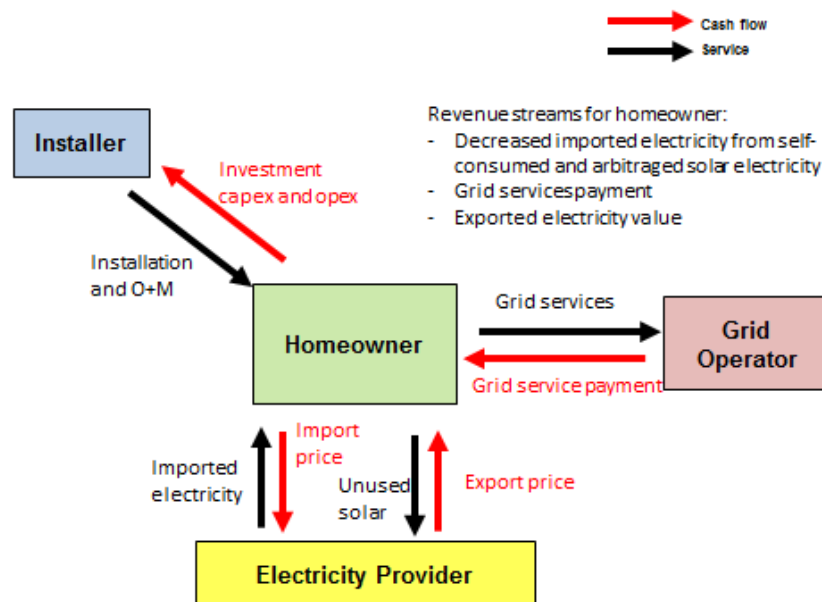 Cash flow
Service
Installer
Revenue streams for homeowner:
- Decreased imported electricity from self-
consumed and arbitraged solar electricity
- Grid services payment
- Exported electricity value
Investment
capex and opex
Installation
and O+M
Homeowner
Grid services
Grid
Operator
Grid service payment
Imported
electricity
Import
price
Unused
solar
Export price
Electricity Provider